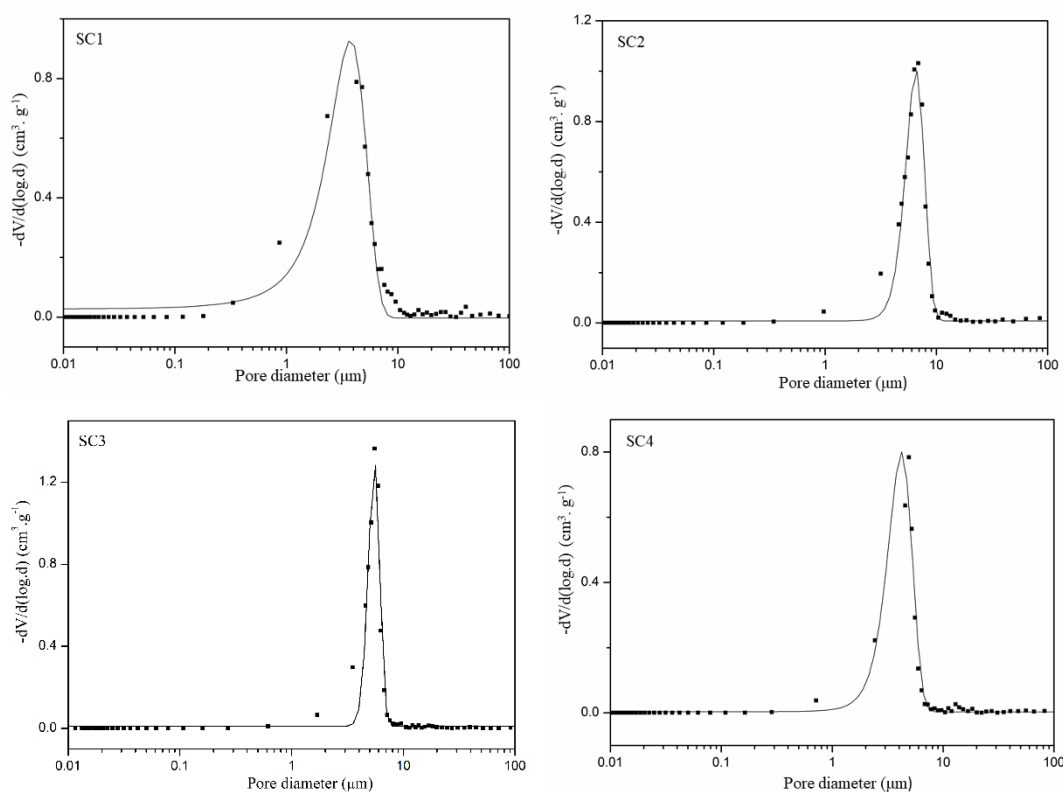 SC1
-dV/d(log.d) (cm³. g⁻¹)
0.8
0.4
0.0
0.01 0.1 1 10 100
Pore diameter (μm)
SC2
-dV/d(log.d) (cm³. g⁻¹)
1.2
0.8
0.4
0.0
0.01 0.1 1 10 100
Pore diameter (μm)
SC3
-dV/d(log.d) (cm³.g⁻¹)
1.2
0.8
0.4
0.0
0.01 0.1 1 10 100
Pore diameter (μm)
SC4
-dV/d(log.d) (cm³. g⁻¹)
0.8
0.4
0.0
0.01 0.1 1 10 100
Pore diameter (μm)